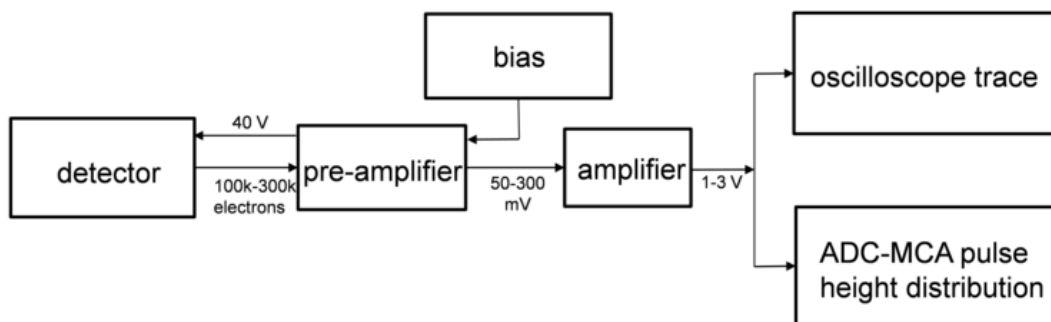 bias
oscilloscope trace
40 V
detector
pre-amplifier
amplifier
100k-300k
electrons
50-300
mV
1-3 V
ADC-MCA pulse
height distribution